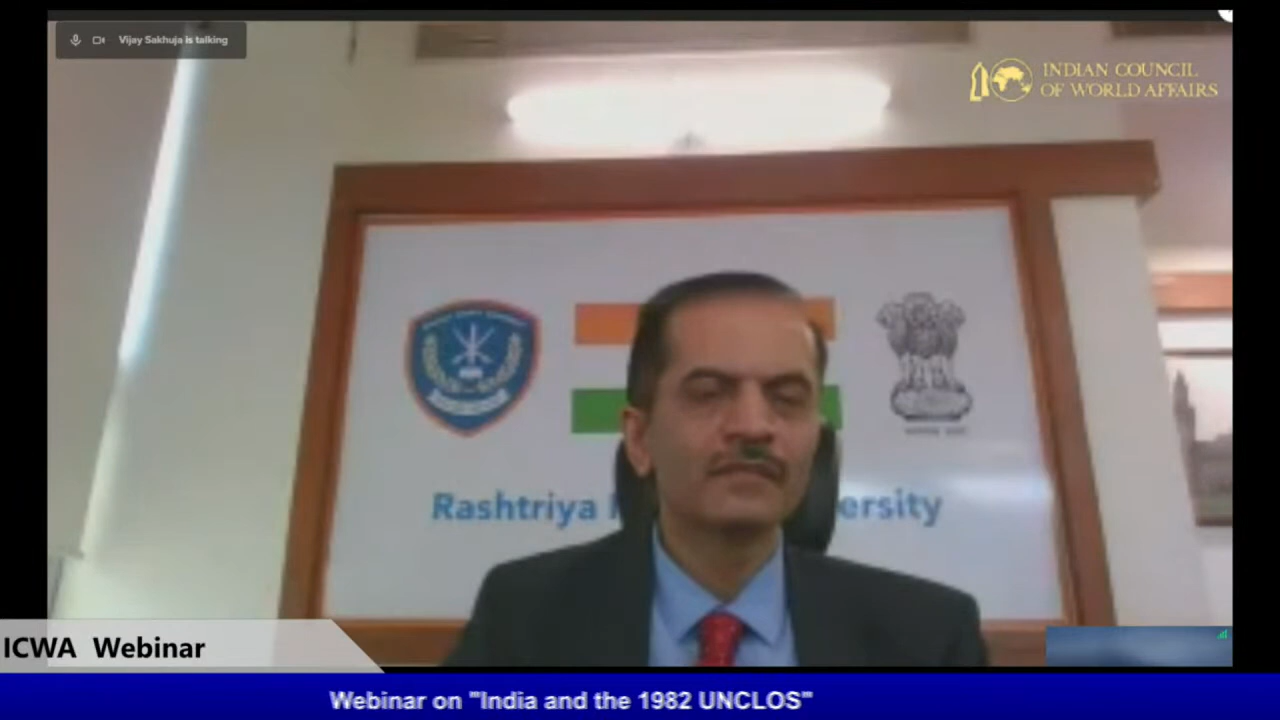 Vijay Sakhuja is talking
INDIAN COUNCIL
OF WORLD AFFAIRS
Rashtriya
ersity
ICWA Webinar
Webinar on "India and the 1982 UNCLOS"